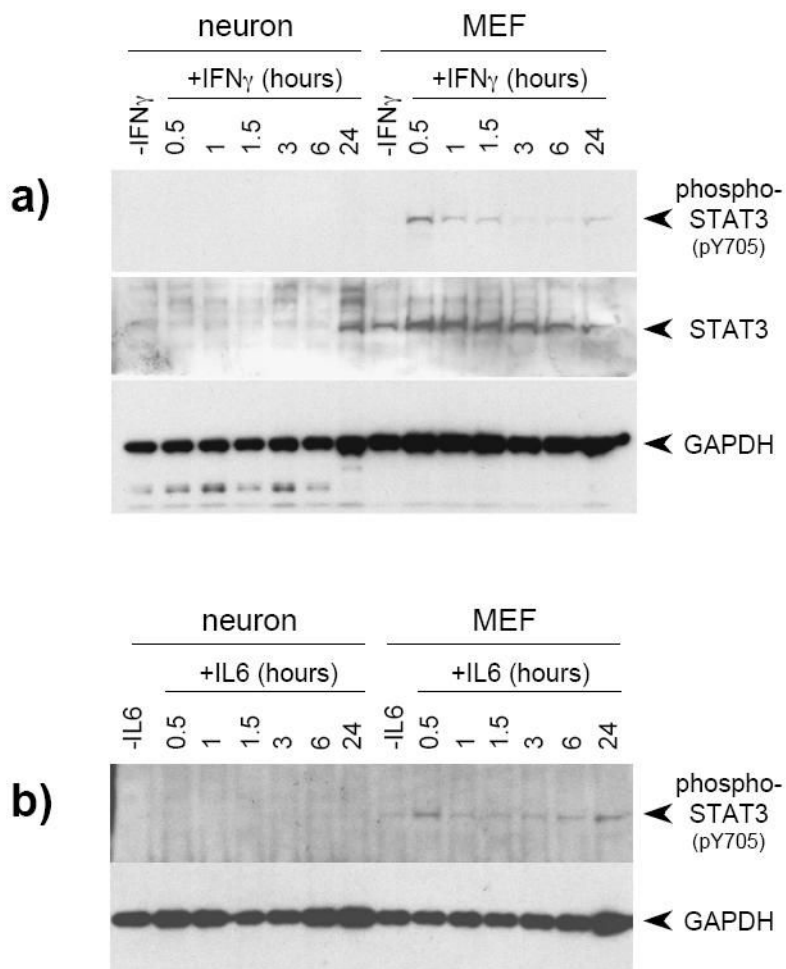 neuron MEF
+IFNγ (hours) +IFNγ (hours)
-IFNγ 0.5 1 1.5 3 6 24 -IFNγ 0.5 1 1.5 3 6 24
a)
phospho-
STAT3
(pY705)
STAT3
GAPDH
neuron MEF
+IL6 (hours) +IL6 (hours)
-IL6 0.5 1 1.5 3 6 24 -IL6 0.5 1 1.5 3 6 24
b)
phospho-
STAT3
(pY705)
GAPDH